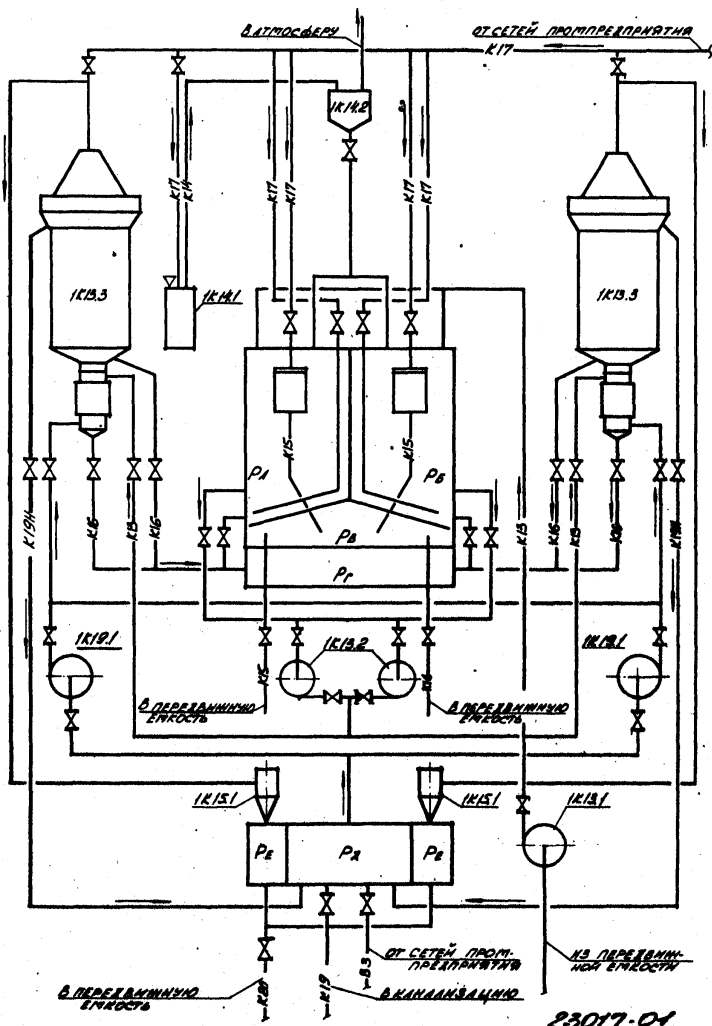 В АТМОСФЕРУ
ОТ СЕТЕЙ ПРОМПРЕДПРИЯТИЯ
К17
1К14.2
К17
К14
К17
К17
К17
К17
1К13.3
1К14.1
1К13.3
К15
К15
РА
РБ
К19Н
К16
К13
К16
К13
К16
К13
К19Н
РВ
РГ
1К19.1
1К13.2
1К19.1
К15
К16
В ПЕРЕДВИЖНУЮ
ЕМКОСТЬ
В ПЕРЕДВИЖНУЮ
ЕМКОСТЬ
1К15.1
1К15.1
1К13.1
РЕ
РД
РЕ
ОТ СЕТЕЙ ПРОМ-
ПРЕДПРИЯТИЯ
ИЗ ПЕРЕДВИЖ-
НОЙ ЕМКОСТИ
В3
К19
В ПЕРЕДВИЖНУЮ
ЕМКОСТЬ
В КАНАЛИЗАЦИЮ
23017-01